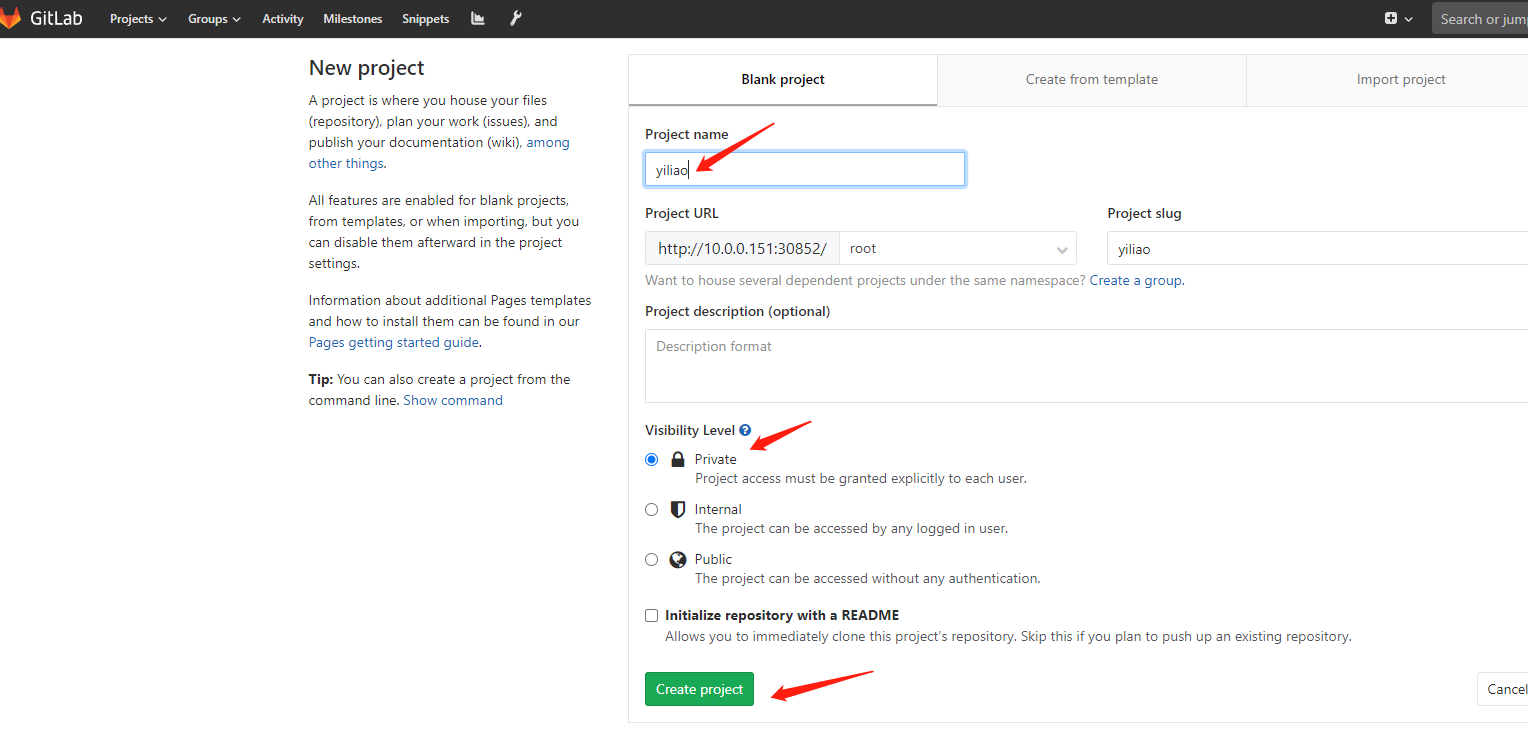 GitLab Projects Groups Activity Milestones Snippets Search or jum
New project
A project is where you house your files
(repository), plan your work (issues), and
publish your documentation (wiki), among
other things.
All features are enabled for blank projects,
from templates, or when importing, but you
can disable them afterward in the project
settings.
Information about additional Pages templates
and how to install them can be found in our
Pages getting started guide.
Tip: You can also create a project from the
command line. Show command
Blank project Create from template Import project
Project name
yiliao
Project URL Project slug
http://10.0.0.151:30852/ root yiliao
Want to house several dependent projects under the same namespace? Create a group.
Project description (optional)
Description format
Visibility Level
Private
Project access must be granted explicitly to each user.
Internal
The project can be accessed by any logged in user.
Public
The project can be accessed without any authentication.
Initialize repository with a README
Allows you to immediately clone this project's repository. Skip this if you plan to push up an existing repository.
Create project Cancel